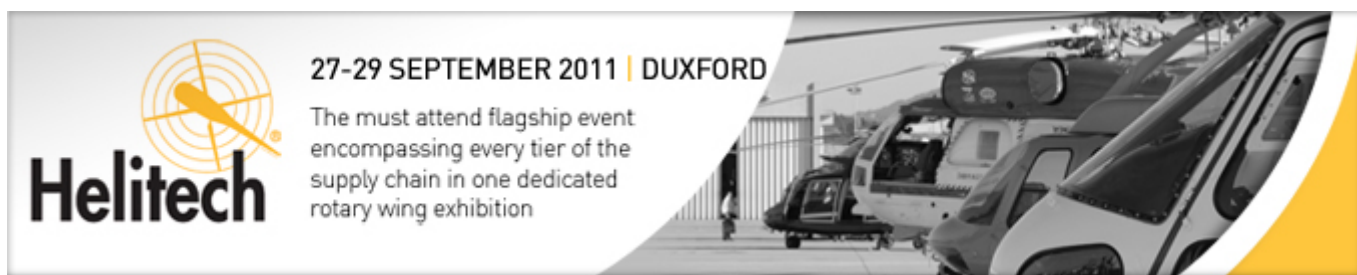 27-29 SEPTEMBER 2011 | DUXFORD
The must attend flagship event
encompassing every tier of the
supply chain in one dedicated
rotary wing exhibition
Helitech®